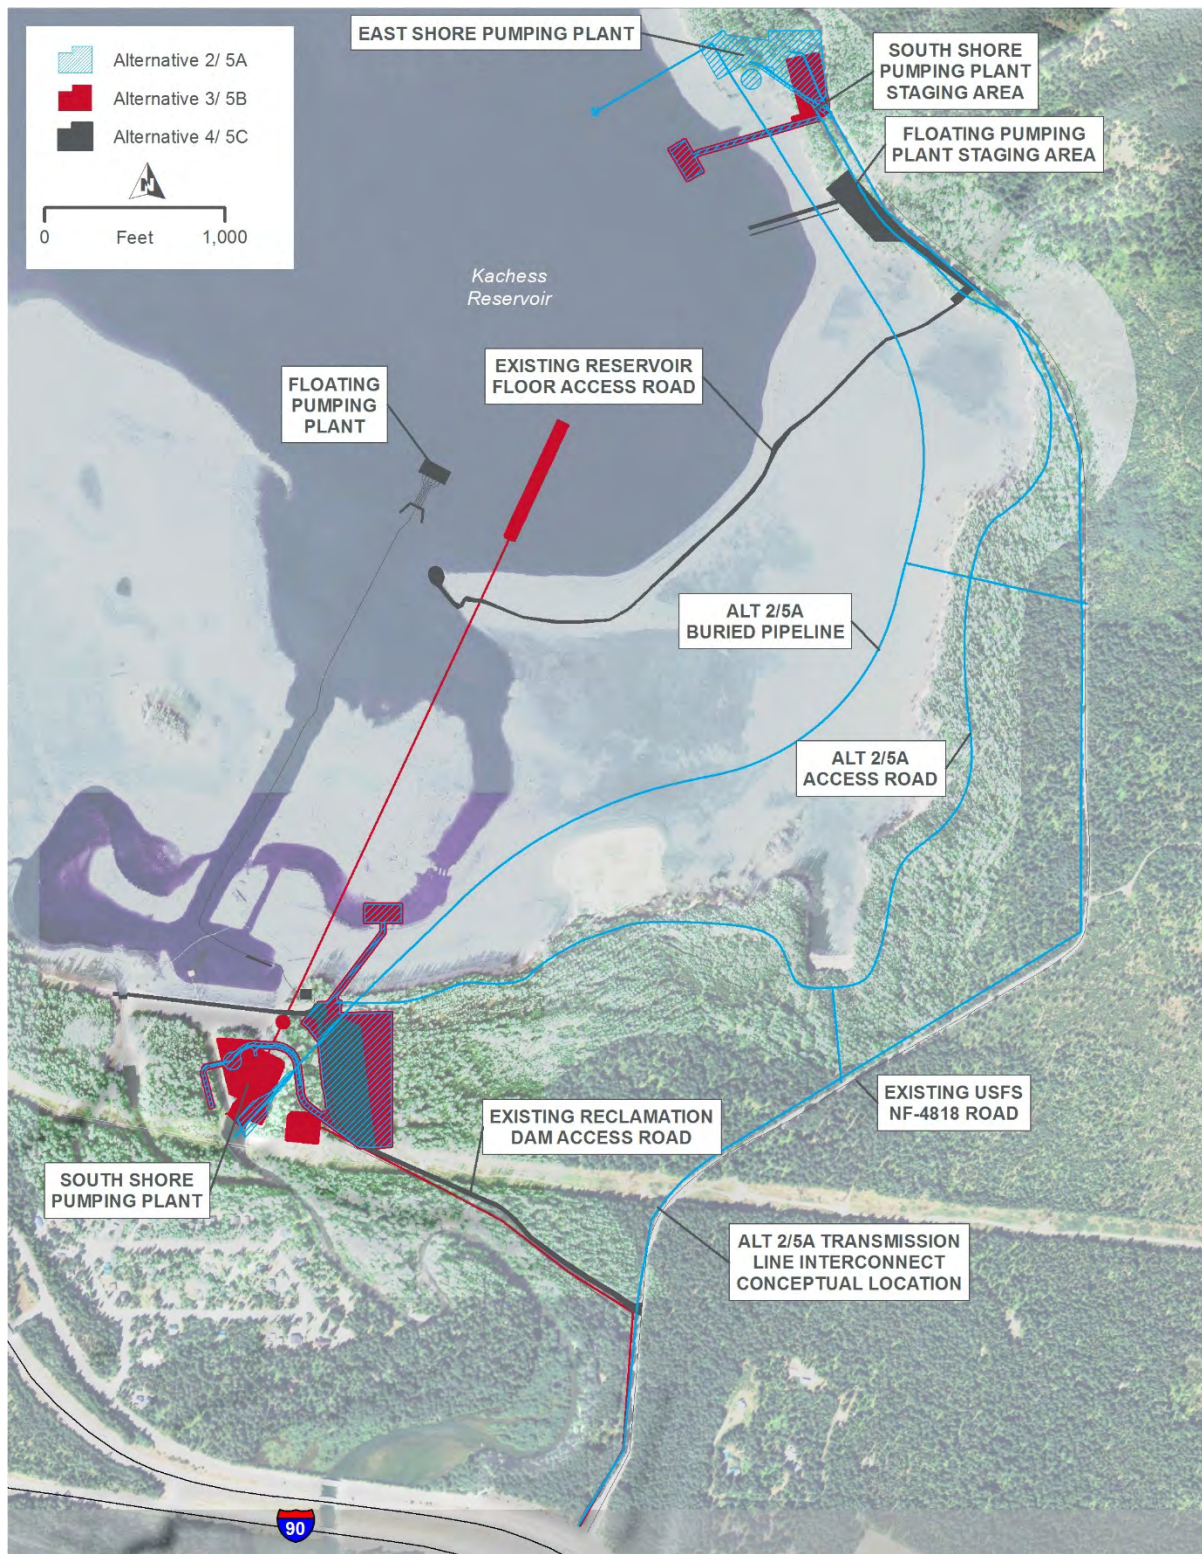 Alternative 2/ 5A
Alternative 3/ 5B
Alternative 4/ 5C
N
0 Feet 1,000
EAST SHORE PUMPING PLANT
SOUTH SHORE
PUMPING PLANT
STAGING AREA
FLOATING PUMPING
PLANT STAGING AREA
Kachess
Reservoir
EXISTING RESERVOIR
FLOOR ACCESS ROAD
FLOATING
PUMPING
PLANT
ALT 2/5A
BURIED PIPELINE
ALT 2/5A
ACCESS ROAD
EXISTING USFS
NF-4818 ROAD
EXISTING RECLAMATION
DAM ACCESS ROAD
SOUTH SHORE
PUMPING PLANT
ALT 2/5A TRANSMISSION
LINE INTERCONNECT
CONCEPTUAL LOCATION
90